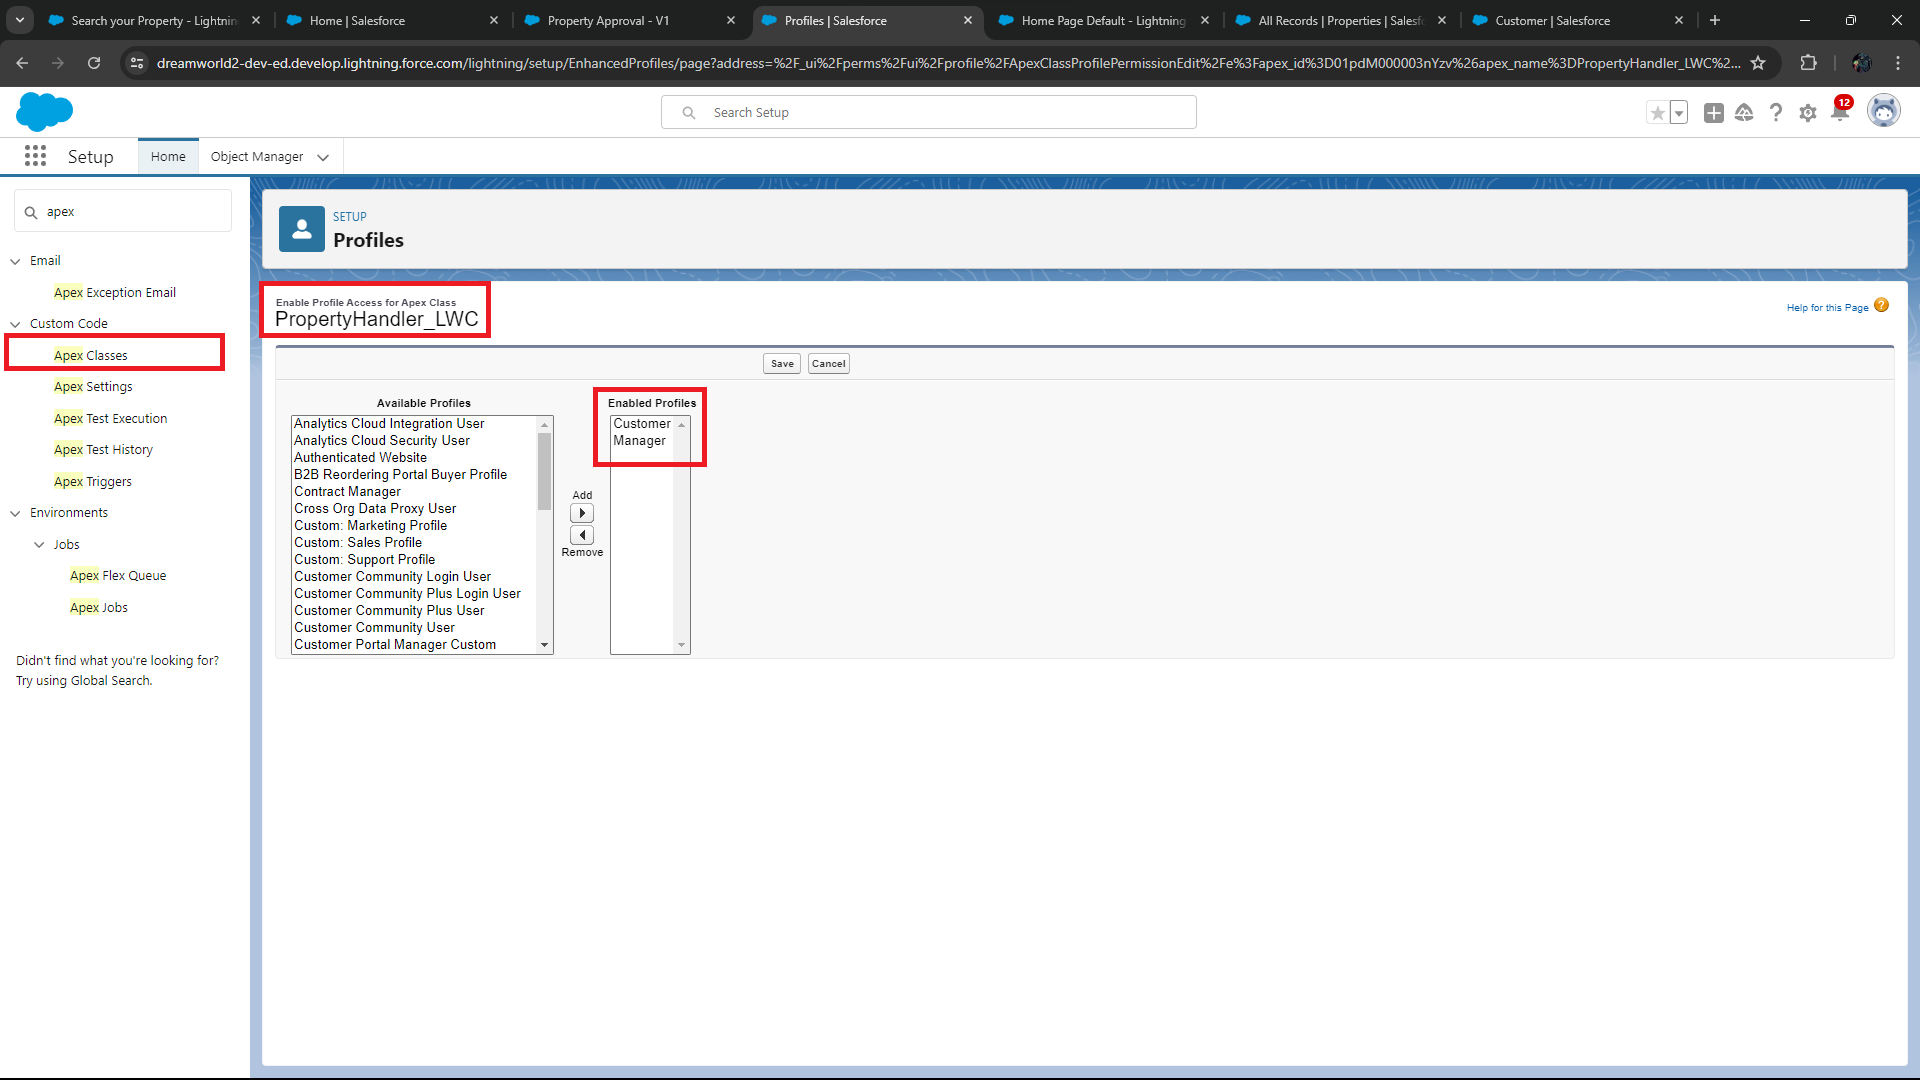 Search your Property - Lightnin
Home | Salesforce
Property Approval - V1
Profiles | Salesforce
Home Page Default - Lightning
All Records | Properties | Salesf
Customer | Salesforce
dreamworld2-dev-ed.develop.lightning.force.com/lightning/setup/EnhancedProfiles/page?address=%2F_ui%2Fperms%2Fui%2Fprofile%2FApexClassProfilePermissionEdit%2Fe%3Fapex_id%3D01pdM000003nYzv%26apex_name%3DPropertyHandler_LWC%2...
Search Setup
12
Setup
Home
Object Manager
apex
Email
Apex Exception Email
Custom Code
Apex Classes
Apex Settings
Apex Test Execution
Apex Test History
Apex Triggers
Environments
Jobs
Apex Flex Queue
Apex Jobs
Didn't find what you're looking for?
Try using Global Search.
SETUP
Profiles
Enable Profile Access for Apex Class
PropertyHandler_LWC
Help for this Page
Save
Cancel
Available Profiles
Analytics Cloud Integration User
Analytics Cloud Security User
Authenticated Website
B2B Reordering Portal Buyer Profile
Contract Manager
Cross Org Data Proxy User
Custom: Marketing Profile
Custom: Sales Profile
Custom: Support Profile
Customer Community Login User
Customer Community Plus Login User
Customer Community Plus User
Customer Community User
Customer Portal Manager Custom
Add
Remove
Enabled Profiles
Customer
Manager